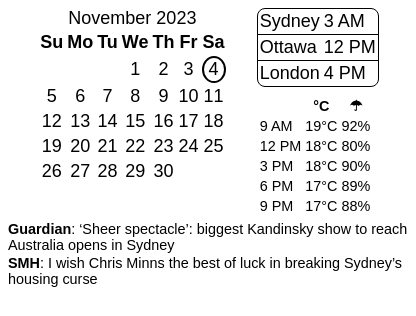 November 2023
Su Mo Tu We Th Fr Sa
1 2 3 4
5 6 7 8 9 10 11
12 13 14 15 16 17 18
19 20 21 22 23 24 25
26 27 28 29 30
Sydney 3 AM
Ottawa 12 PM
London 4 PM
°C ☂
9 AM 19°C 92%
12 PM 18°C 80%
3 PM 18°C 90%
6 PM 17°C 89%
9 PM 17°C 88%
Guardian: ‘Sheer spectacle’: biggest Kandinsky show to reach
Australia opens in Sydney
SMH: I wish Chris Minns the best of luck in breaking Sydney’s
housing curse